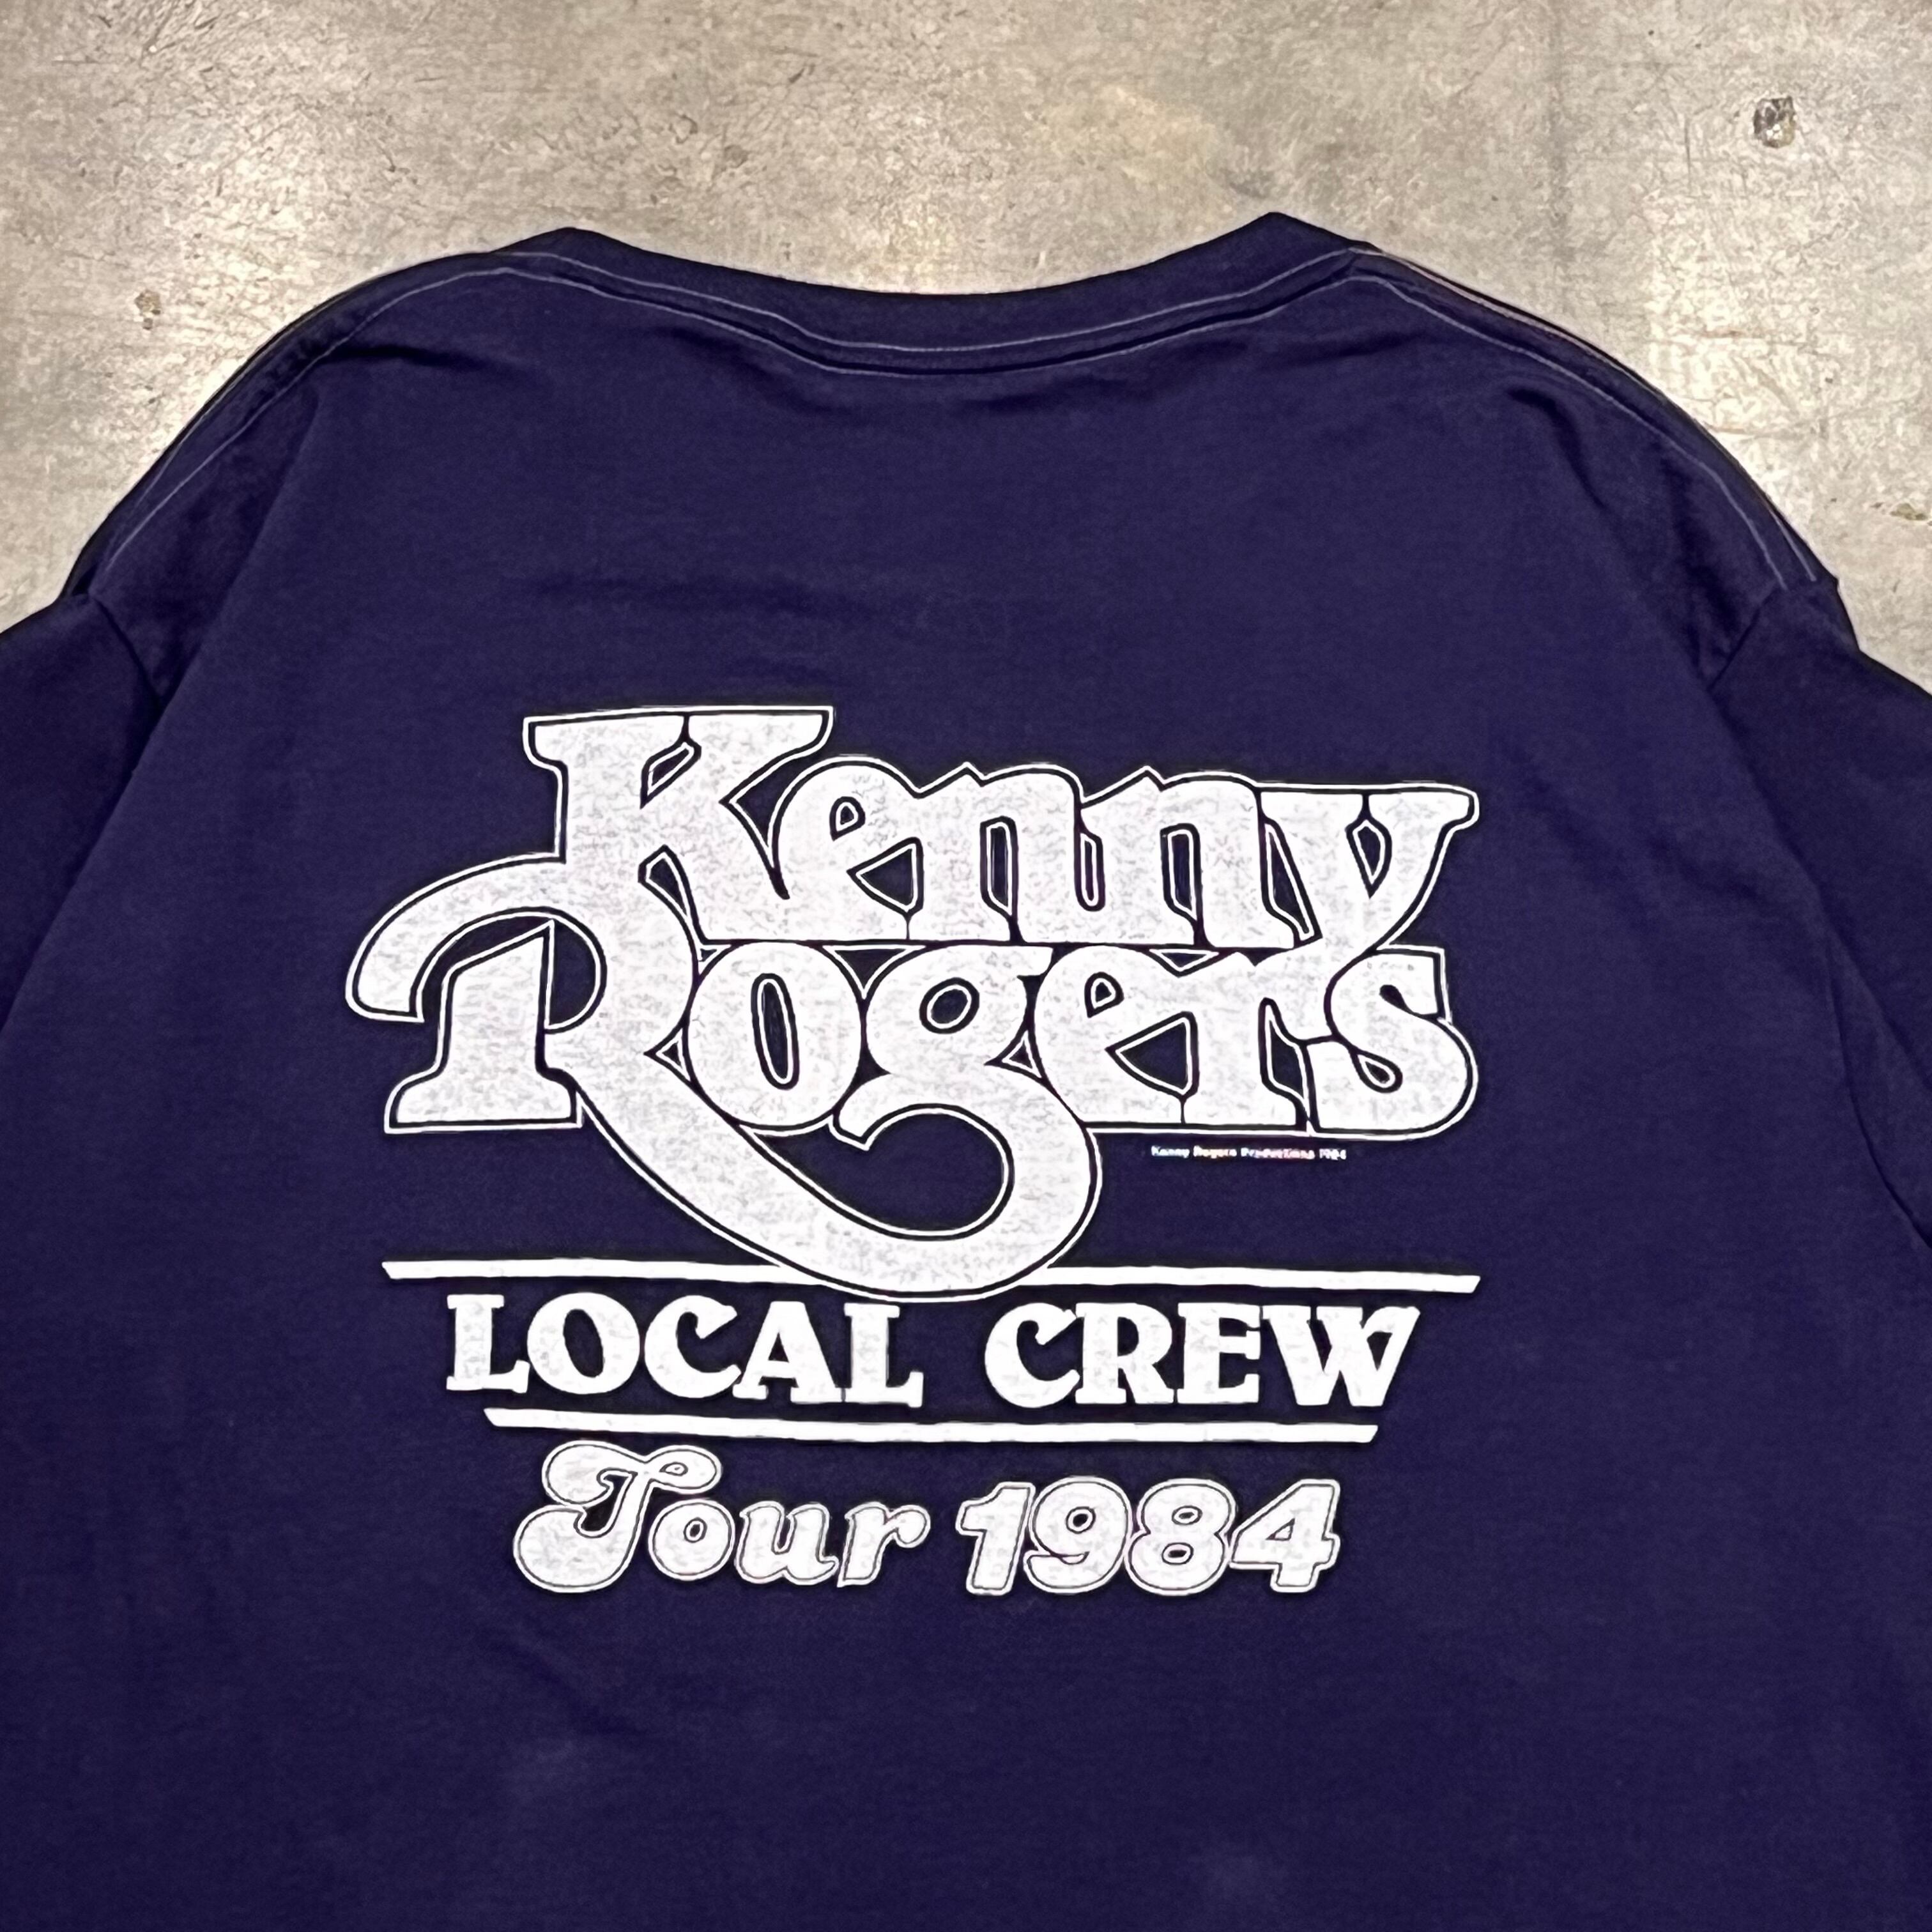 Kenny
Rogers
Kenny Rogers Productions 1984
LOCAL CREW
Tour 1984